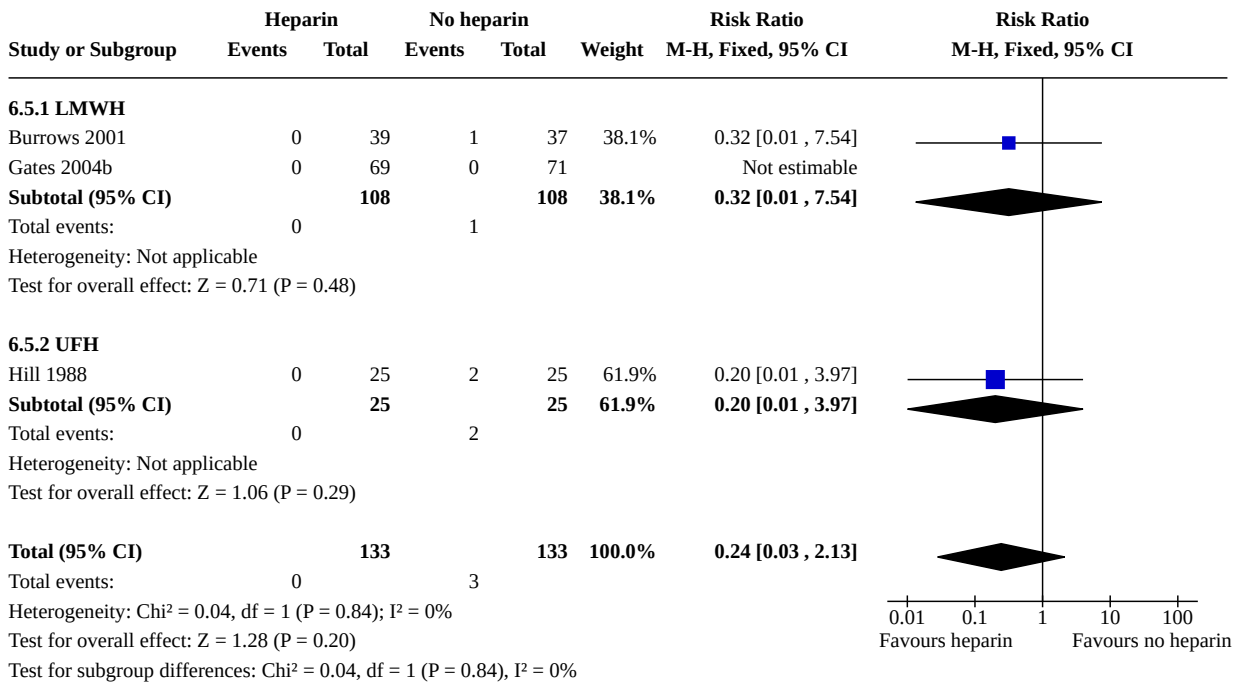 Heparin No heparin Risk Ratio Risk Ratio
Study or Subgroup Events Total Events Total Weight M-H, Fixed, 95% CI M-H, Fixed, 95% CI
6.5.1 LMWH
Burrows 2001 0 39 1 37 38.1% 0.32 [0.01 , 7.54]
Gates 2004b 0 69 0 71 Not estimable
Subtotal (95% CI) 108 108 38.1% 0.32 [0.01 , 7.54]
Total events: 0 1
Heterogeneity: Not applicable
Test for overall effect: Z = 0.71 (P = 0.48)
6.5.2 UFH
Hill 1988 0 25 2 25 61.9% 0.20 [0.01 , 3.97]
Subtotal (95% CI) 25 25 61.9% 0.20 [0.01 , 3.97]
Total events: 0 2
Heterogeneity: Not applicable
Test for overall effect: Z = 1.06 (P = 0.29)
Total (95% CI) 133 133 100.0% 0.24 [0.03 , 2.13]
Total events: 0 3
Heterogeneity: Chi² = 0.04, df = 1 (P = 0.84); I² = 0%
0.01 0.1 1 10 100
Test for overall effect: Z = 1.28 (P = 0.20)
Favours heparin Favours no heparin
Test for subgroup differences: Chi² = 0.04, df = 1 (P = 0.84), I² = 0%